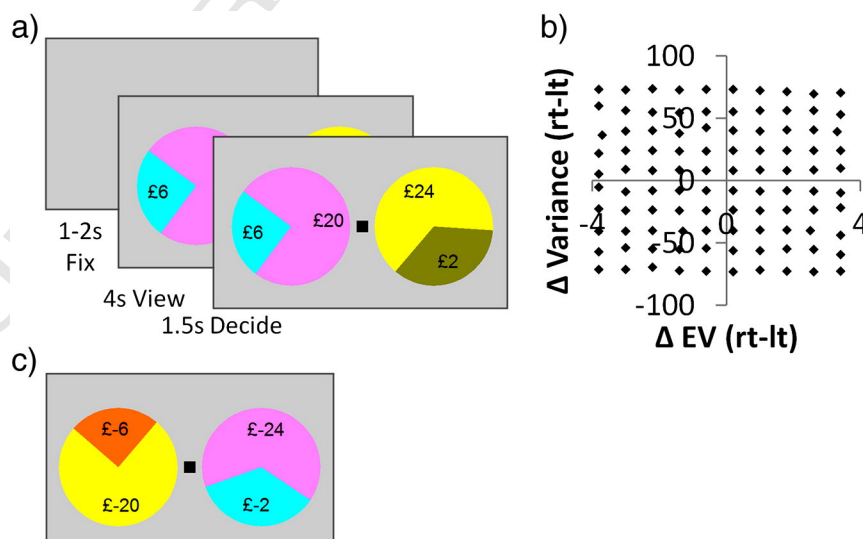 a)
£6
£20
£6
£24
£2
1-2s
Fix
4s View
1.5s Decide
b)
Δ Variance (rt-lt)
100
50
0
-50
-100
-4
0
4
Δ EV (rt-lt)
c)
£-6
£-20
£-24
£-2